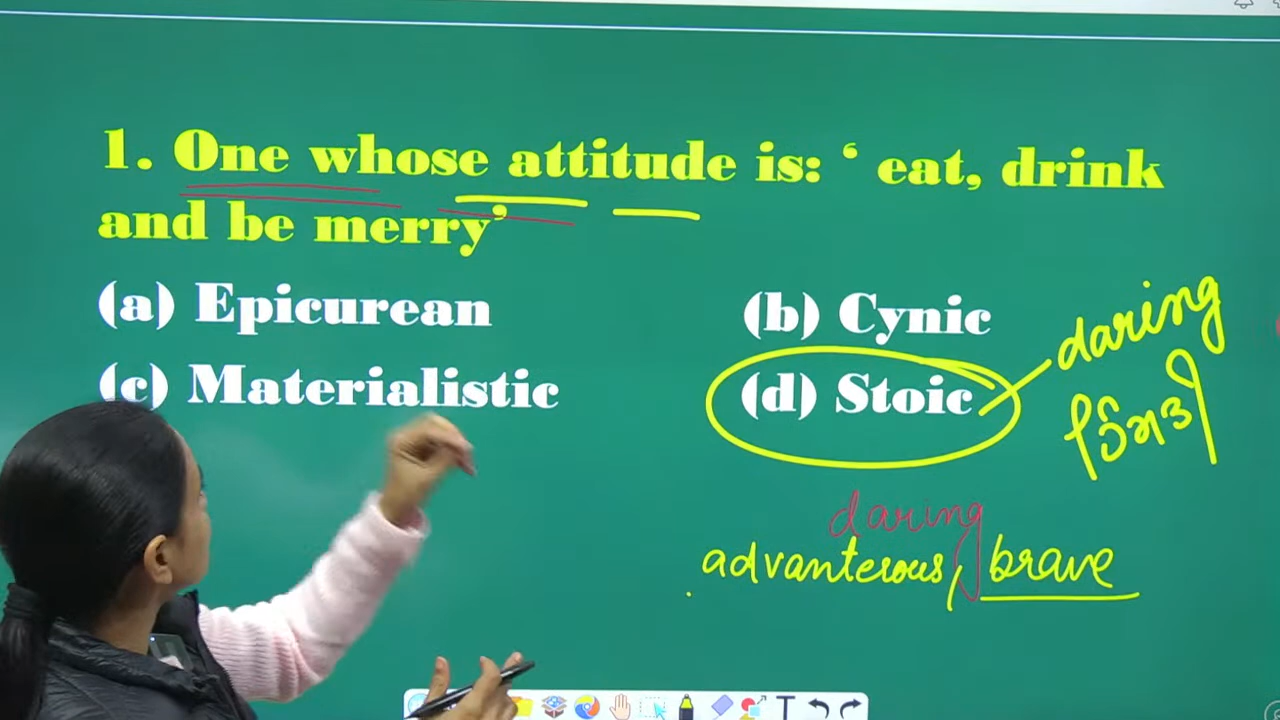 1. One whose attitude is: ‘ eat, drink
and be merry’
(a) Epicurean
(b) Cynic
(c) Materialistic
(d) Stoic
daring
daring
advanterous, brave